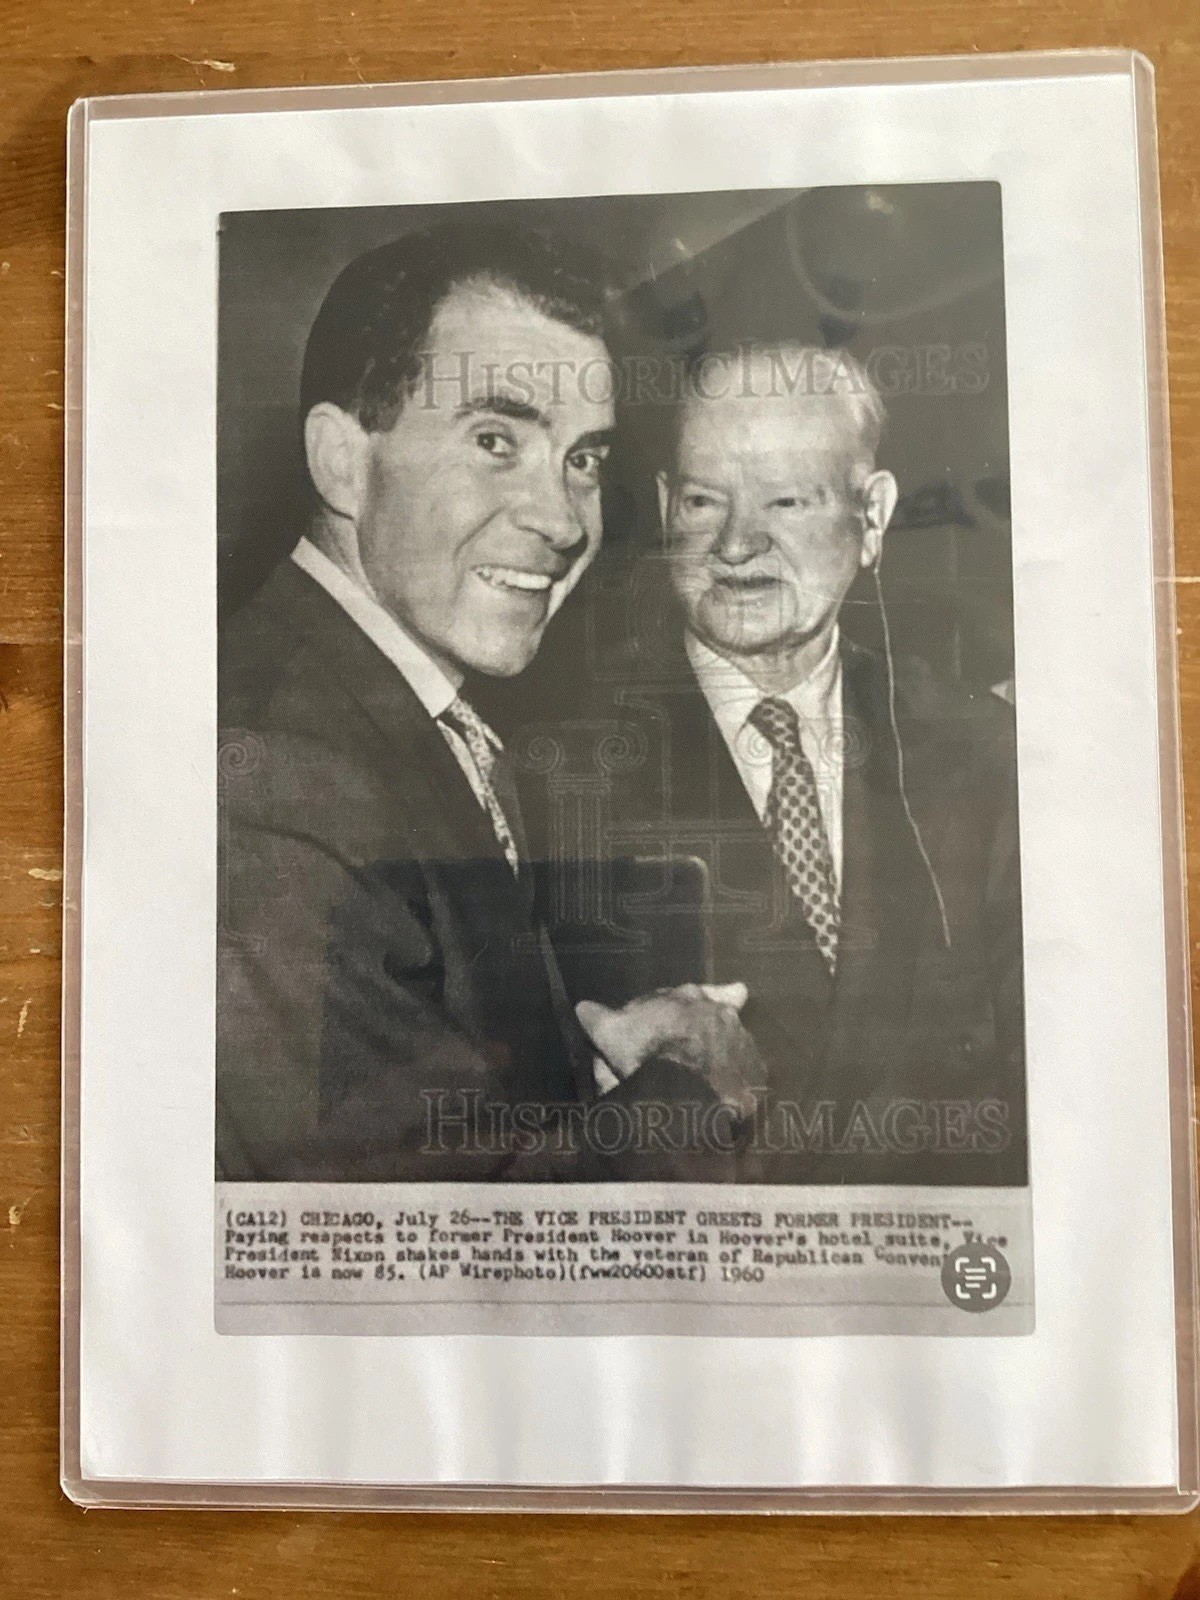 HISTORICIMAGES
HISTORICIMAGES
(CA12) CHICAGO, July 26--THE VICE PRESIDENT GREETS FORMER PRESIDENT--
Paying respects to former President Hoover in Hoover's hotel suite, Vice
President Nixon shakes hands with the veteran of Republican Conven
Hoover is now 85. (AP Wirephoto)(fww20600stf) 1960